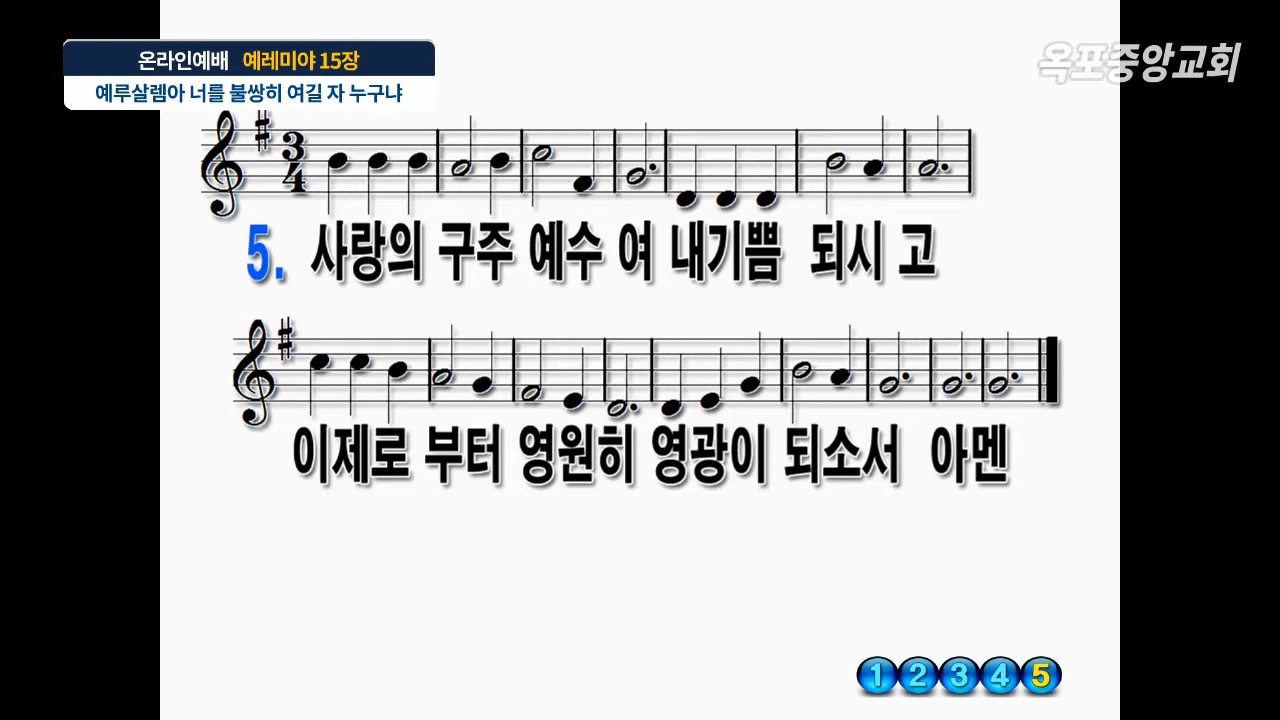 온라인예배 예레미야 15장
예루살렘아 너를 불쌍히 여길 자 누구냐
옥포중앙교회
3
4
5. 사랑의 구주 예수 여 내기쁨 되시 고
이제로 부터 영원히 영광이 되소서 아멘
1 2 3 4 5